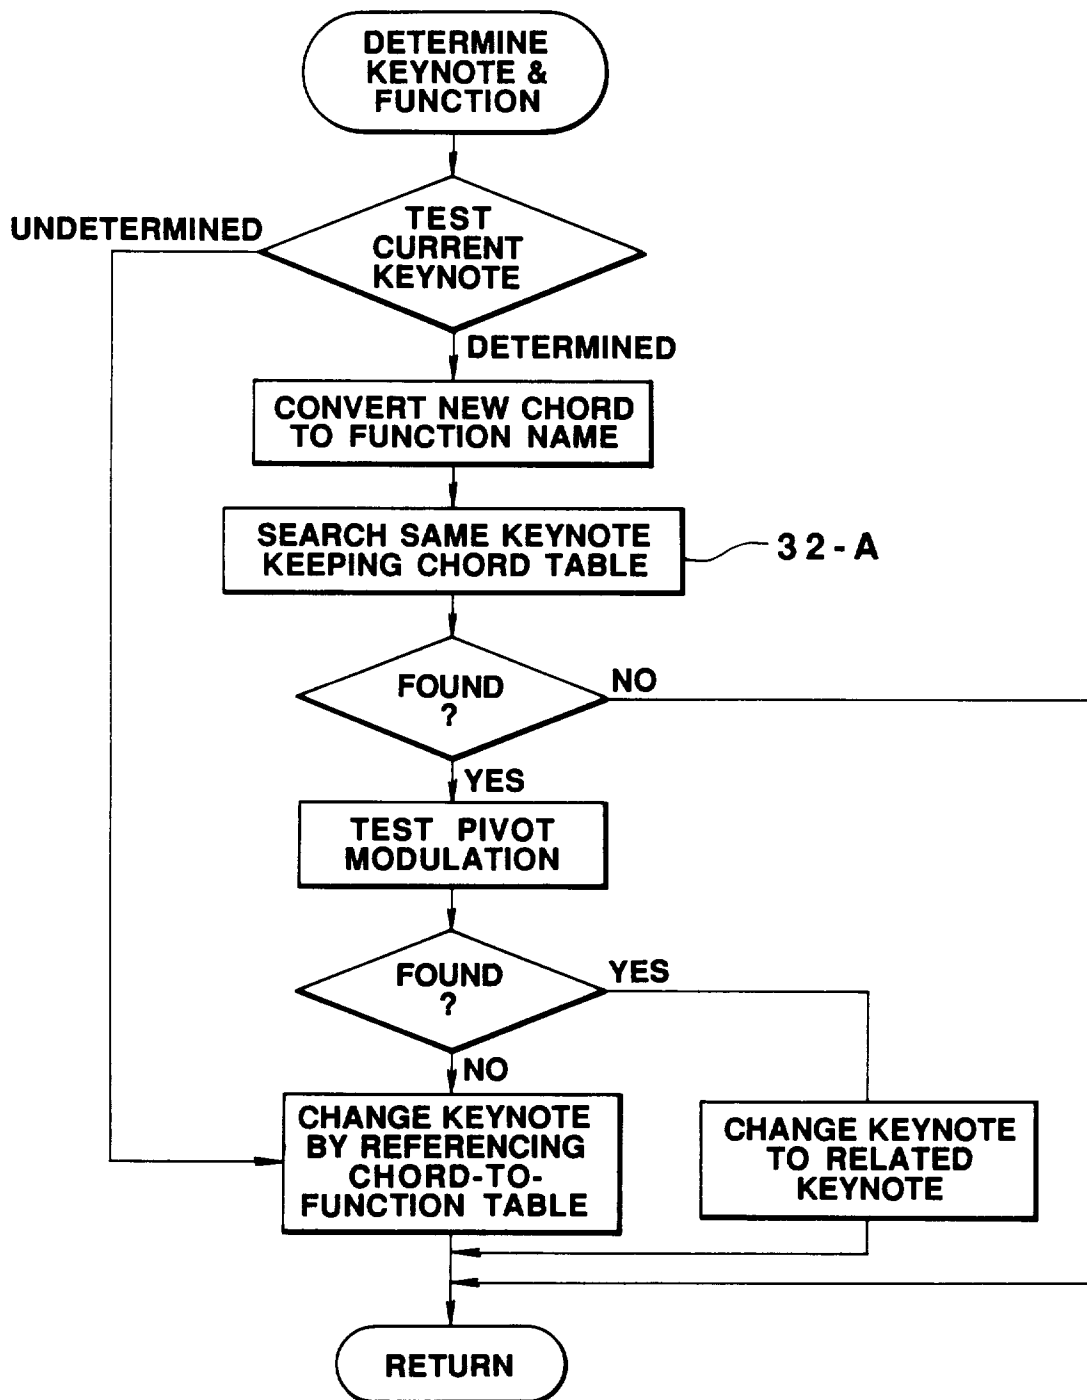 DETERMINE
KEYNOTE &
FUNCTION
UNDETERMINED
TEST
CURRENT
KEYNOTE
DETERMINED
CONVERT NEW CHORD
TO FUNCTION NAME
SEARCH SAME KEYNOTE
KEEPING CHORD TABLE
32-A
FOUND
?
NO
YES
TEST PIVOT
MODULATION
FOUND
?
YES
NO
CHANGE KEYNOTE
BY REFERENCING
CHORD-TO-
FUNCTION TABLE
CHANGE KEYNOTE
TO RELATED
KEYNOTE
RETURN